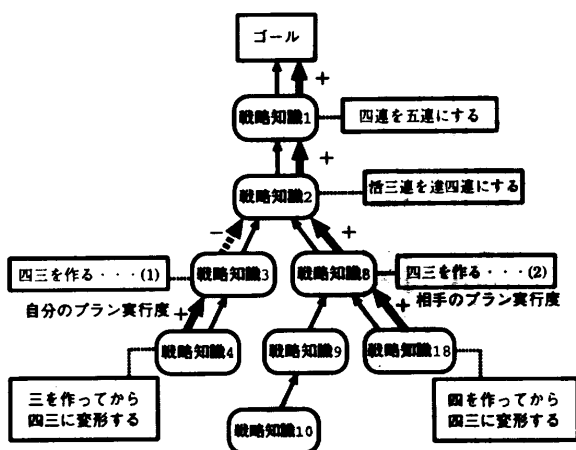 ゴール
+
戦略知識1
四連を五連にする
+
戦略知識2
活三連を達四連にする
−
+
四三を作る・・・(1)
戦略知識3
戦略知識8
四三を作る・・・(2)
自分のプラン実行度
+
+
相手のプラン実行度
戦略知識4
戦略知識9
戦略知識18
三を作ってから
四三に変形する
四を作ってから
四三に変形する
戦略知識10